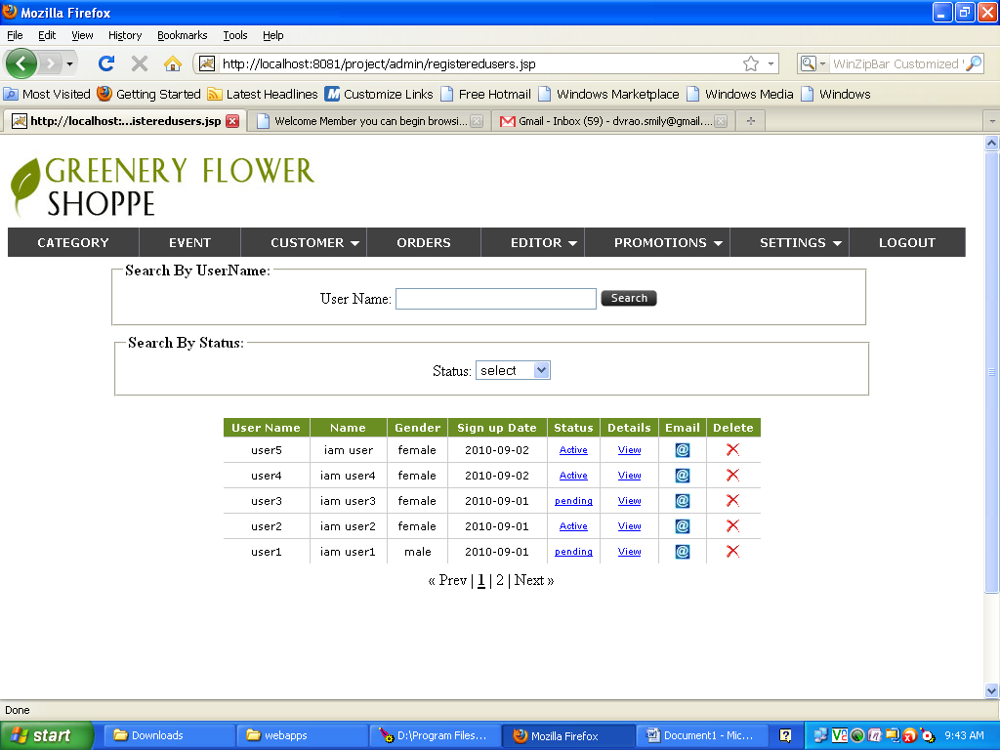 Mozilla Firefox
File Edit View History Bookmarks Tools Help
http://localhost:8081/project/admin/registeredusers.jsp WinZipBar Customized
Most Visited Getting Started Latest Headlines Customize Links Free Hotmail Windows Marketplace Windows Media Windows
http://localhost:...isteredusers.jsp Welcome Member you can begin browsi... Gmail - Inbox (59) - dvrao.smily@gmail....
GREENERY FLOWER
SHOPPE
CATEGORY EVENT CUSTOMER ORDERS EDITOR PROMOTIONS SETTINGS LOGOUT
Search By UserName:
User Name: Search
Search By Status:
Status: select
User Name Name Gender Sign up Date Status Details Email Delete
user5 iam user female 2010-09-02 Active View @
user4 iam user4 female 2010-09-02 Active View @
user3 iam user3 female 2010-09-01 pending View @
user2 iam user2 female 2010-09-01 Active View @
user1 iam user1 male 2010-09-01 pending View @
« Prev | 1 | 2 | Next »
Done
start Downloads webapps D:\Program Files... Mozilla Firefox Document1 - Mic... 9:43 AM